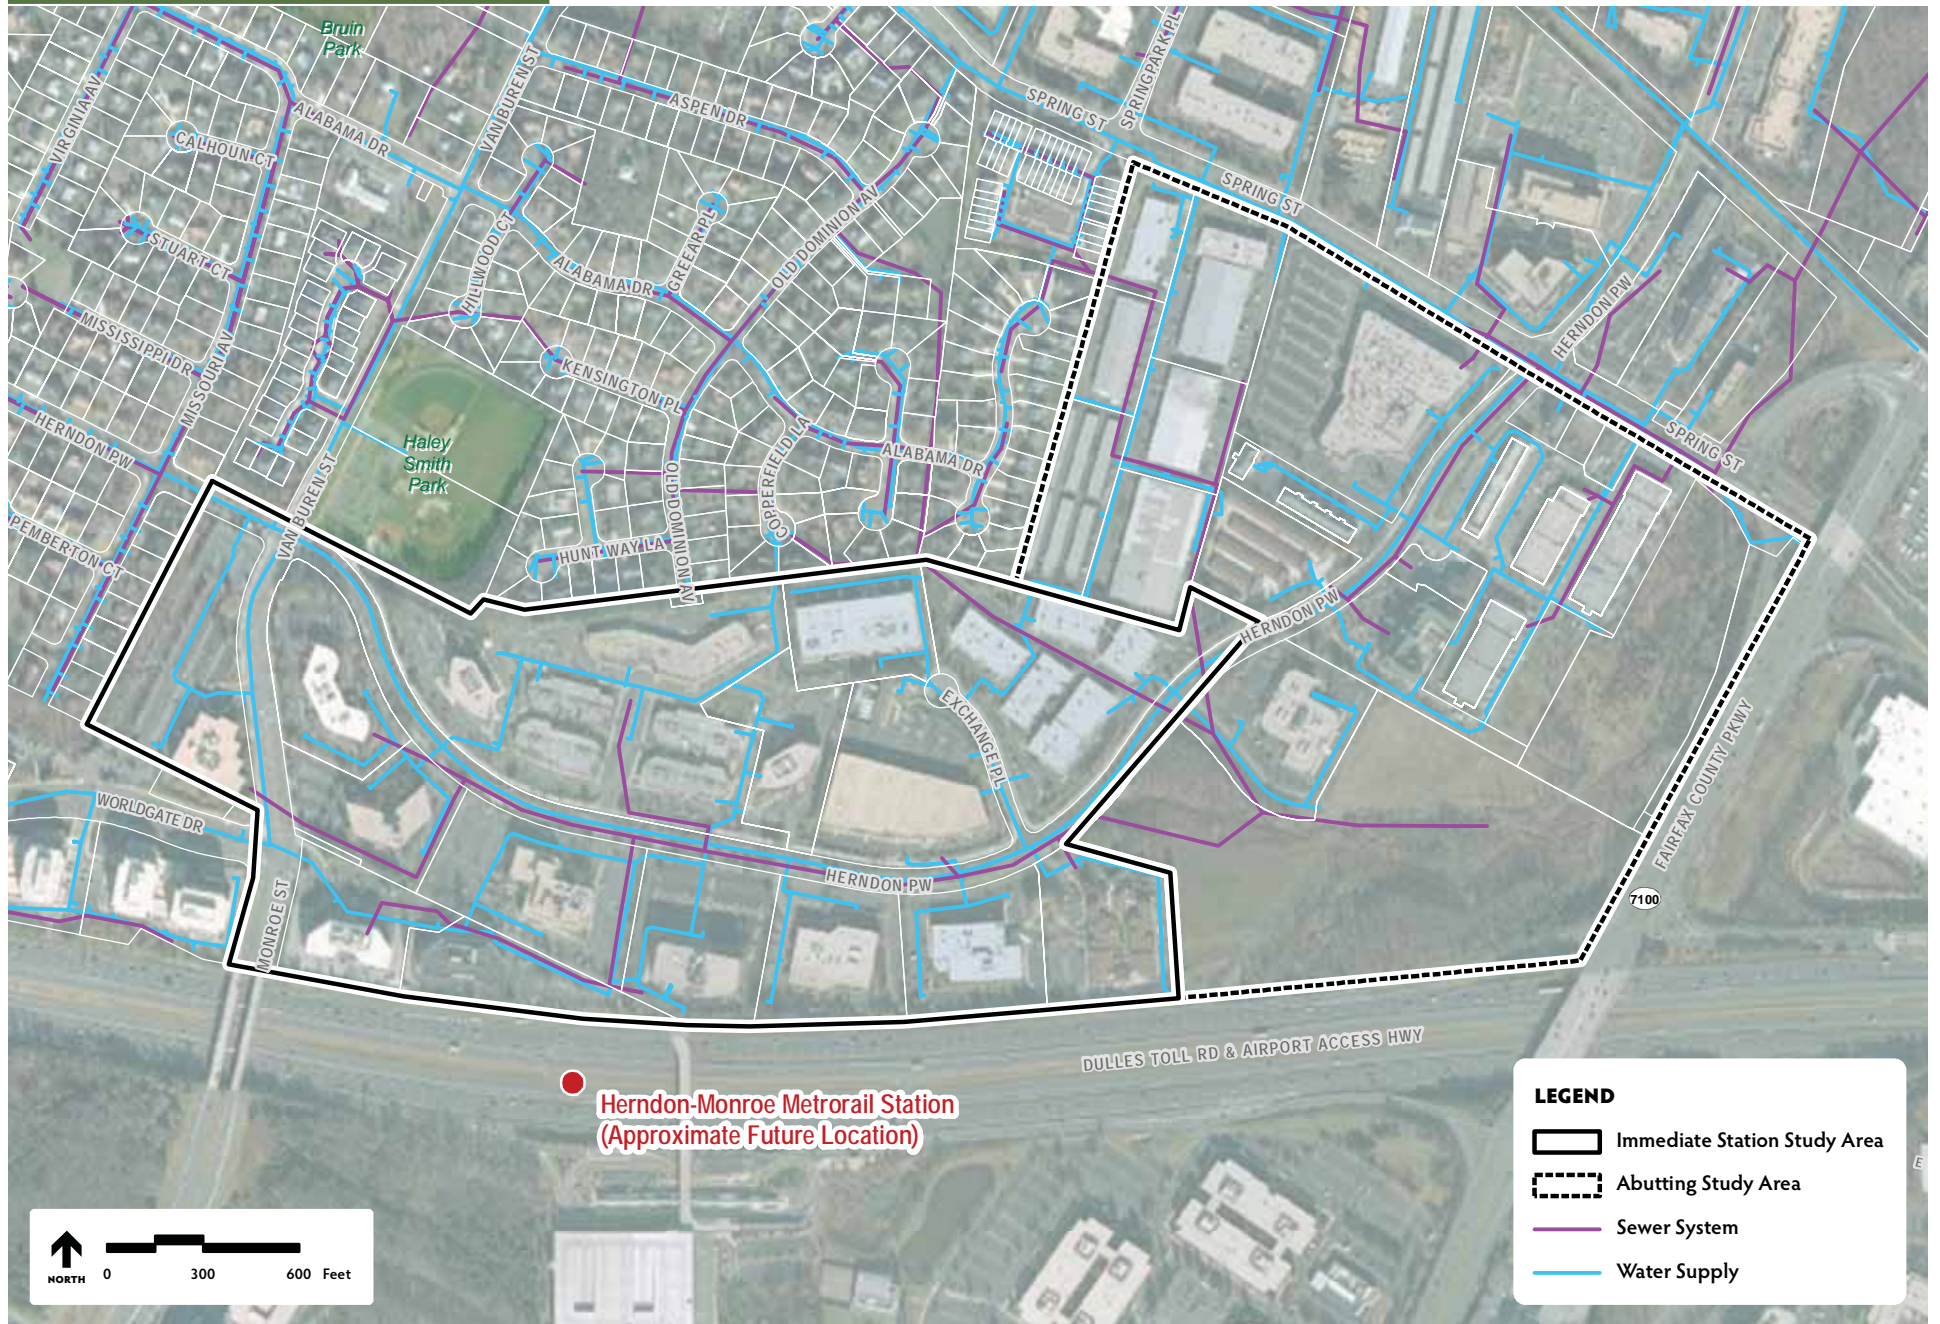 Bruin
Park
VIRGINIA AV
CALHOUN CT
ALABAMA DR
VAN BUREN ST
ASPEN DR
SPRING ST
SPRINGPARK PL
SPRING ST
STUART CT
HILLWOOD CT
ALABAMA DR
GREEAR PL
OLD DOMINION AV
HERNDON PW
MISSISSIPPI DR
MISSOURI AV
KENSINGTON PL
HERNDON PW
Haley
Smith
Park
COPPERFIELD LA
ALABAMA DR
SPRING ST
PEMBERTON CT
VAN BUREN ST
HUNT WAY LA
OLD DOMINION AV
HERNDON PW
EXCHANGE PL
WORLDGATE DR
FAIRFAX COUNTY PKWY
HERNDON PW
MONROE ST
7100
DULLES TOLL RD & AIRPORT ACCESS HWY
Herndon-Monroe Metrorail Station
(Approximate Future Location)
LEGEND
Immediate Station Study Area
Abutting Study Area
Sewer System
Water Supply
E
NORTH
0 300 600 Feet